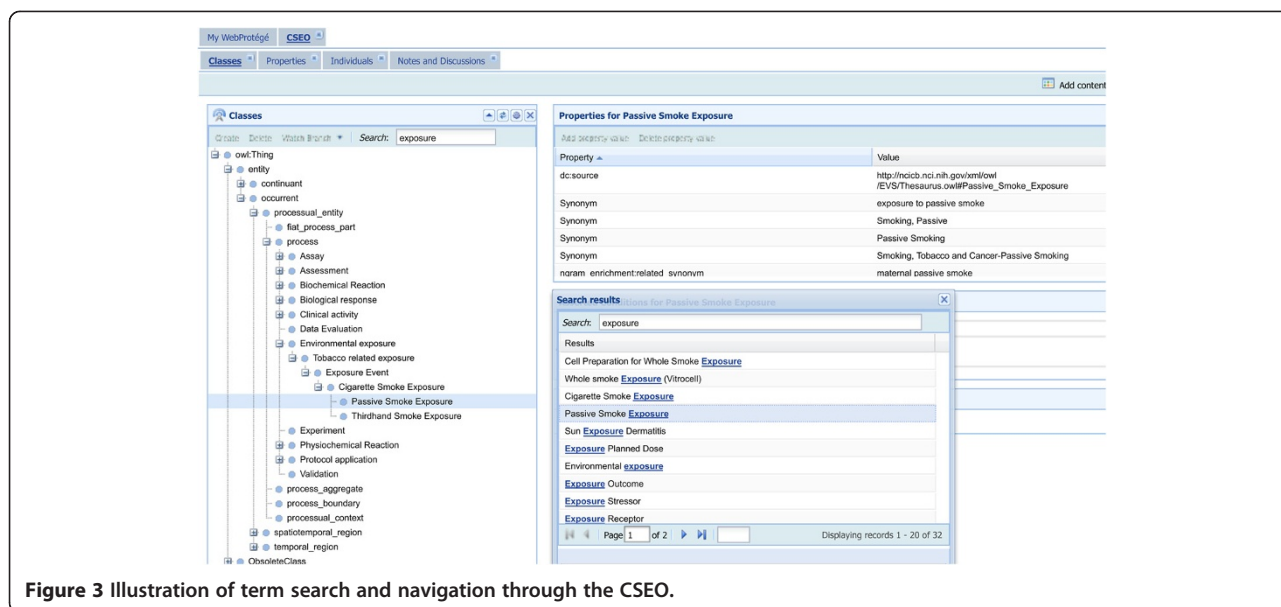 My WebProtégé CSEO
Classes Properties Individuals Notes and Discussions
Add content
Classes
Create Delete Watch Branch Search: exposure
owl:Thing
entity
continuant
occurrent
processual_entity
fiat_process_part
process
Assay
Assessment
Biochemical Reaction
Biological response
Clinical activity
Data Evaluation
Environmental exposure
Tobacco related exposure
Exposure Event
Cigarette Smoke Exposure
Passive Smoke Exposure
Thirdhand Smoke Exposure
Experiment
Physiochemical Reaction
Protocol application
Validation
process_aggregate
process_boundary
processual_context
spatiotemporal_region
temporal_region
ObsoleteClass
Properties for Passive Smoke Exposure
Add property value Delete property value
Property Value
dc:source http://ncicb.nci.nih.gov/xml/owl
/EVS/Thesaurus.owl#Passive_Smoke_Exposure
Synonym exposure to passive smoke
Synonym Smoking, Passive
Synonym Passive Smoking
Synonym Smoking, Tobacco and Cancer-Passive Smoking
ngram_enrichment:related_synonym maternal passive smoke
Search results itions for Passive Smoke Exposure
Search: exposure
Results
Cell Preparation for Whole Smoke Exposure
Whole smoke Exposure (Vitrocell)
Cigarette Smoke Exposure
Passive Smoke Exposure
Sun Exposure Dermatitis
Exposure Planned Dose
Environmental exposure
Exposure Outcome
Exposure Stressor
Exposure Receptor
Page 1 of 2 Displaying records 1 - 20 of 32
Figure 3 Illustration of term search and navigation through the CSEO.